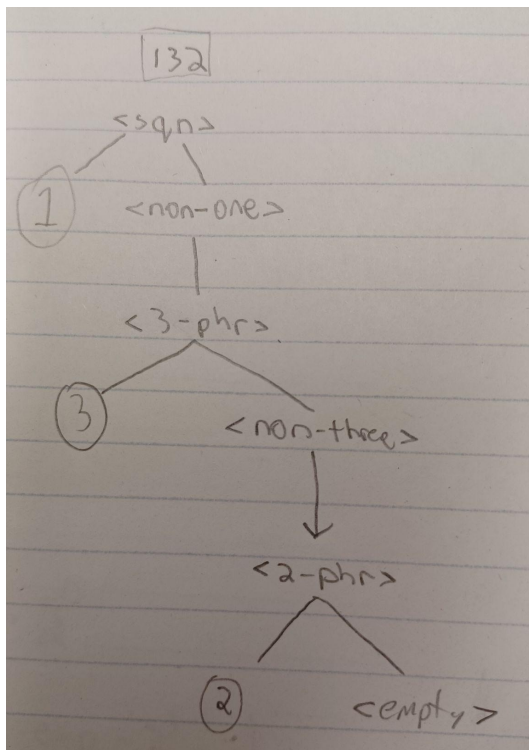 132
<sqn>
1 <non-one>
<3-phr>
3
<non-three>
<2-phr>
2 <empty>